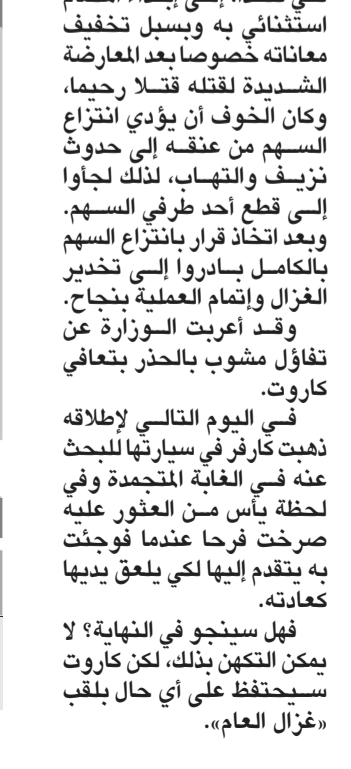 استثنائي به وبسبل تخفيف
معاناته خصوصا بعد المعارضة
الشديدة لقتله قتلا رحيما،
وكان الخوف أن يؤدي انتزاع
السهم من عنقه إلى حدوث
نزيف والتهاب، لذلك لجأوا
إلى قطع أحد طرفي السهم.
وبعد اتخاذ قرار بانتزاع السهم
بالكامل بادروا إلى تخدير
الغزال وإتمام العملية بنجاح.
وقد أعربت الوزارة عن
تفاؤل مشوب بالحذر بتعافي
كاروت.
في اليوم التالي لإطلاقه
ذهبت كارفر في سيارتها للبحث
عنه في الغابة المتجمدة وفي
لحظة يأس من العثور عليه
صرخت فرحا عندما فوجئت
به يتقدم إليها لكي يلعق يديها
كعادته.
فهل سينجو في النهاية؟ لا
يمكن التكهن بذلك، لكن كاروت
سيحتفظ على أي حال بلقب
«غزال العام».